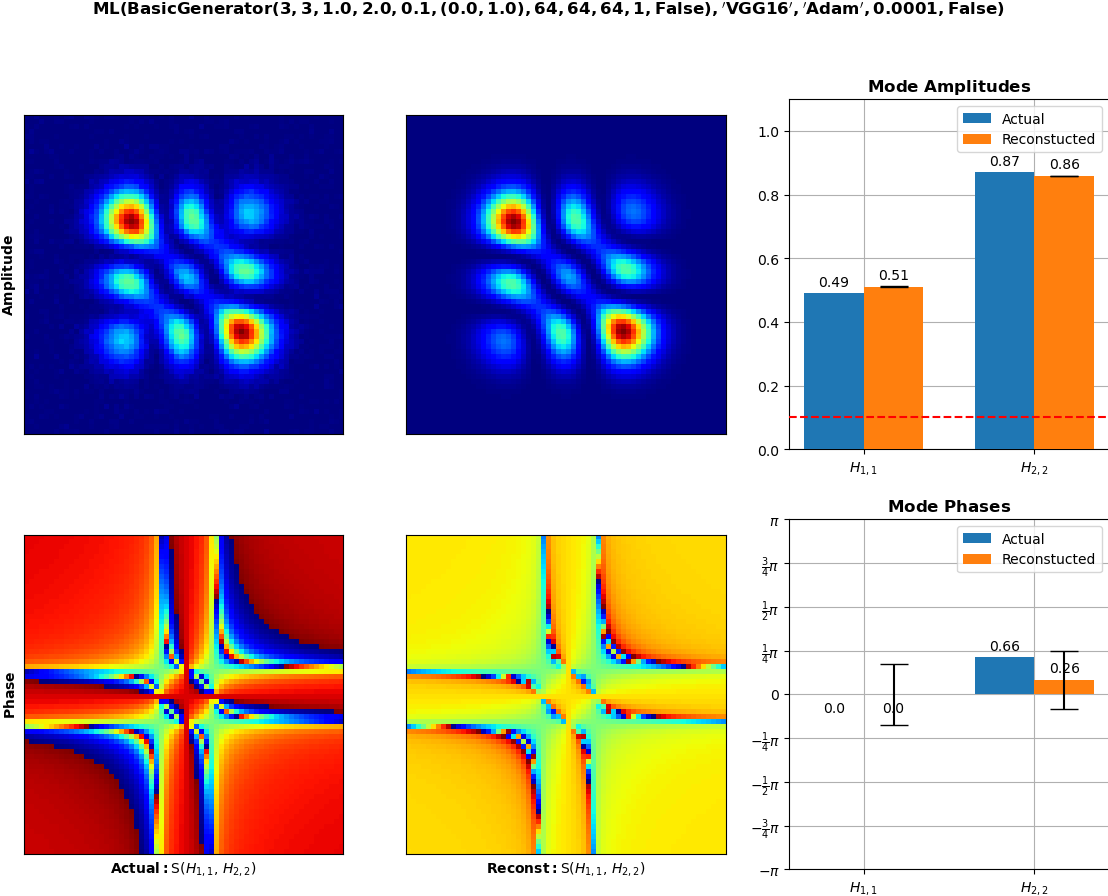 ML(BasicGenerator(3, 3, 1.0, 2.0, 0.1, (0.0, 1.0), 64, 64, 64, 1, False), ′VGG16′, ′Adam′, 0.0001, False)
Amplitude
Mode Amplitudes
Actual
Reconstucted
1.0
0.8
0.6
0.4
0.2
0.0
0.49
0.51
0.87
0.86
H1, 1
H2, 2
Phase
Actual: S(H1, 1, H2, 2)
Reconst: S(H1, 1, H2, 2)
Mode Phases
Actual
Reconstucted
π
3/4π
1/2π
1/4π
0
−1/4π
−1/2π
−3/4π
−π
0.0
0.0
0.66
0.26
H1, 1
H2, 2